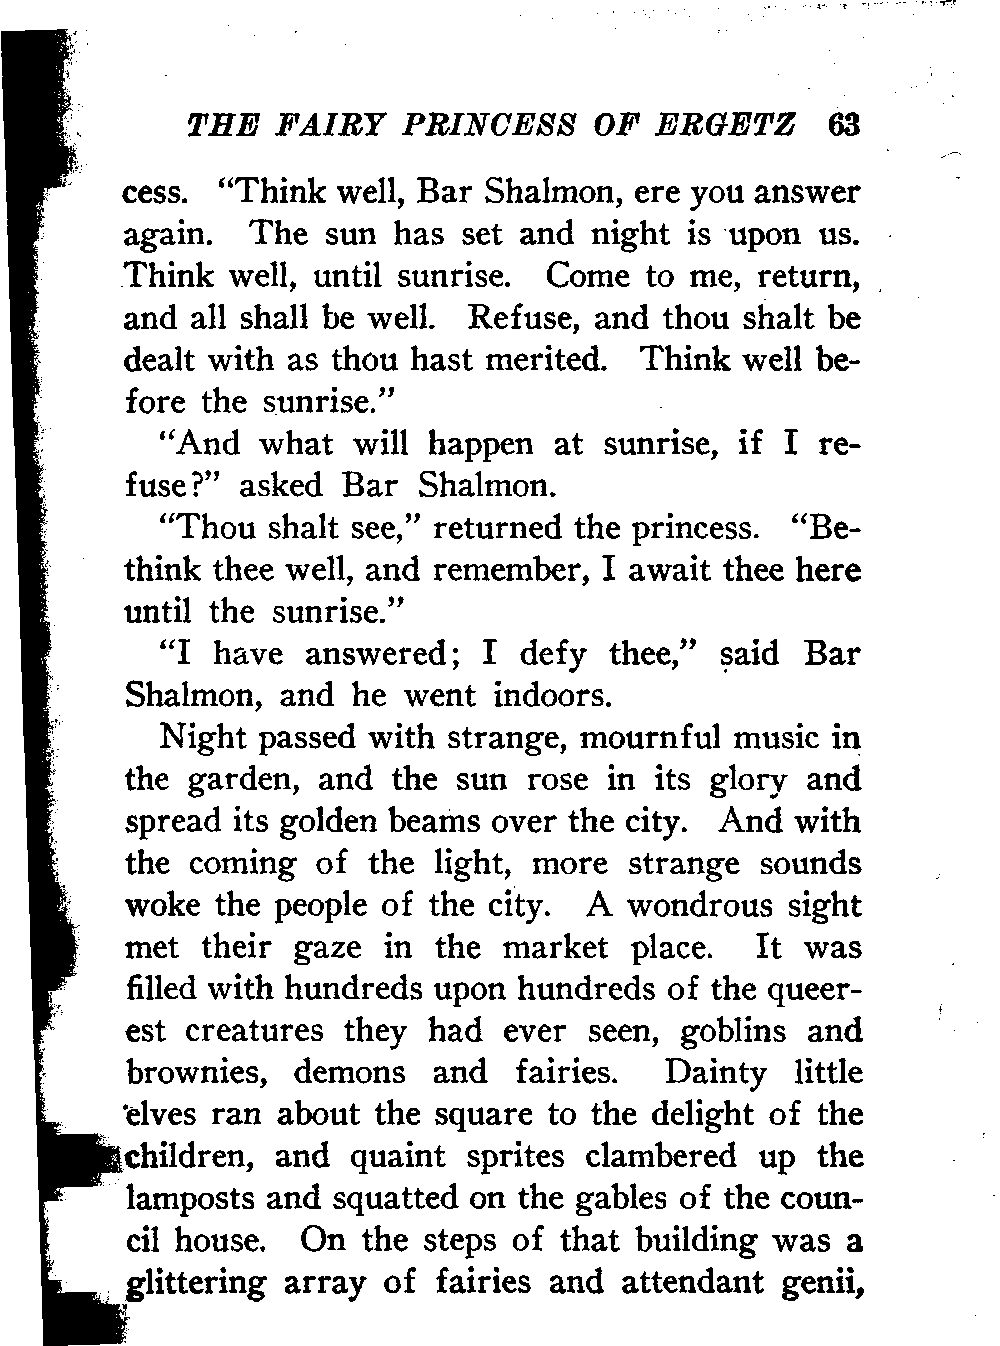 THE FAIRY PRINCESS OF ERGETZ 63
cess. “Think well, Bar Shalmon, ere you answer
again. The sun has set and night is upon us.
Think well, until sunrise. Come to me, return,
and all shall be well. Refuse, and thou shalt be
dealt with as thou hast merited. Think well be-
fore the sunrise.”
“And what will happen at sunrise, if I re-
fuse?” asked Bar Shalmon.
“Thou shalt see,” returned the princess. “Be-
think thee well, and remember, I await thee here
until the sunrise.”
“I have answered; I defy thee,” said Bar
Shalmon, and he went indoors.
Night passed with strange, mournful music in
the garden, and the sun rose in its glory and
spread its golden beams over the city. And with
the coming of the light, more strange sounds
woke the people of the city. A wondrous sight
met their gaze in the market place. It was
filled with hundreds upon hundreds of the queer-
est creatures they had ever seen, goblins and
brownies, demons and fairies. Dainty little
elves ran about the square to the delight of the
children, and quaint sprites clambered up the
lamposts and squatted on the gables of the coun-
cil house. On the steps of that building was a
glittering array of fairies and attendant genii,